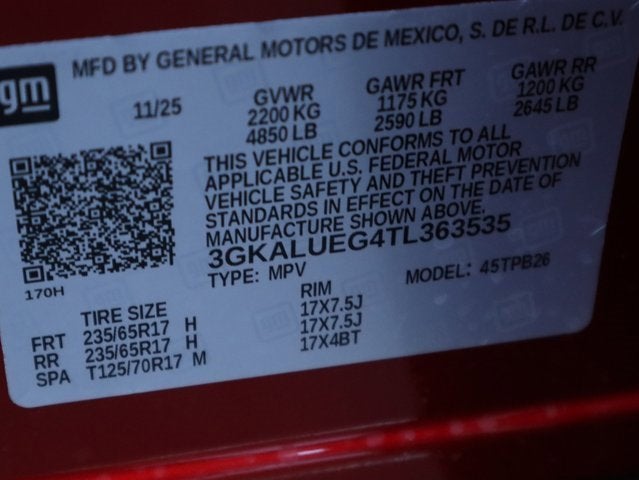 MFD BY GENERAL MOTORS DE MEXICO, S. DE R.L. DE C.V.
gm
11/25 GVWR GAWR FRT GAWR RR
2200 KG 1175 KG 1200 KG
4850 LB 2590 LB 2645 LB
THIS VEHICLE CONFORMS TO ALL
APPLICABLE U.S. FEDERAL MOTOR
VEHICLE SAFETY AND THEFT PREVENTION
STANDARDS IN EFFECT ON THE DATE OF
MANUFACTURE SHOWN ABOVE.
3GKALUEG4TL363535
170H
TYPE: MPV MODEL: 45TPB26
TIRE SIZE RIM
FRT 235/65R17 H 17X7.5J
RR 235/65R17 H 17X7.5J
SPA T125/70R17 M 17X4BT